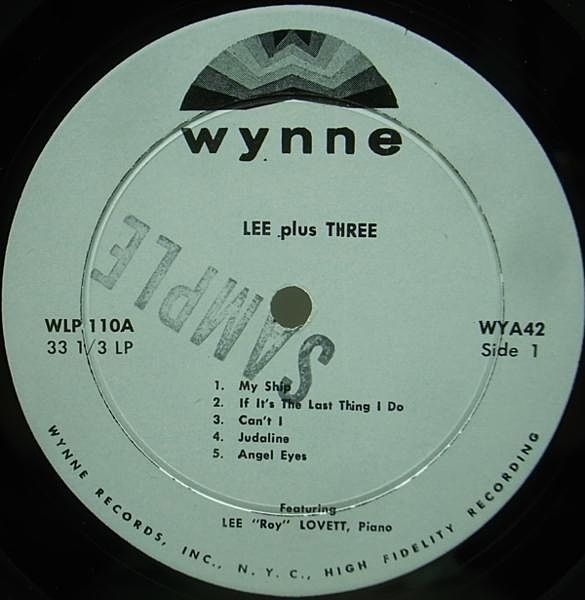 wynne
LEE plus THREE
SAMPLE
WLP 110A
33 1/3 LP
WYA42
Side 1
1. My Ship
2. If It's The Last Thing I Do
3. Can't I
4. Judaline
5. Angel Eyes
Featuring
LEE "Roy" LOVETT, Piano
WYNNE RECORDS, INC., N. Y. C., HIGH FIDELITY RECORDING